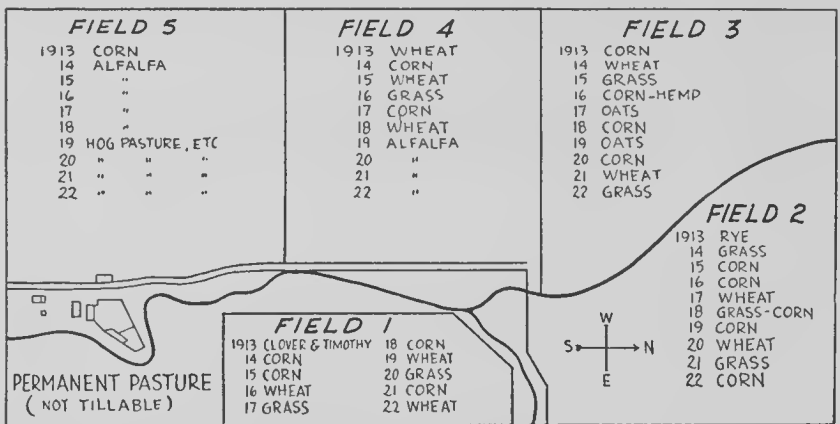 FIELD 5
1913 CORN
14 ALFALFA
15 "
16 "
17 "
18 "
19 HOG PASTURE, ETC
20 " " "
21 " " "
22 " " "
FIELD 4
1913 WHEAT
14 CORN
15 WHEAT
16 GRASS
17 CORN
18 WHEAT
19 ALFALFA
20 "
21 "
22 "
FIELD 3
1913 CORN
14 WHEAT
15 GRASS
16 CORN-HEMP
17 OATS
18 CORN
19 OATS
20 CORN
21 WHEAT
22 GRASS
FIELD 2
1913 RYE
14 GRASS
15 CORN
16 CORN
17 WHEAT
18 GRASS-CORN
19 CORN
20 WHEAT
21 GRASS
22 CORN
FIELD 1
1913 CLOVER & TIMOTHY 18 CORN
14 CORN 19 WHEAT
15 CORN 20 GRASS
16 WHEAT 21 CORN
17 GRASS 22 WHEAT
W
S N
E
PERMANENT PASTURE
(NOT TILLABLE)